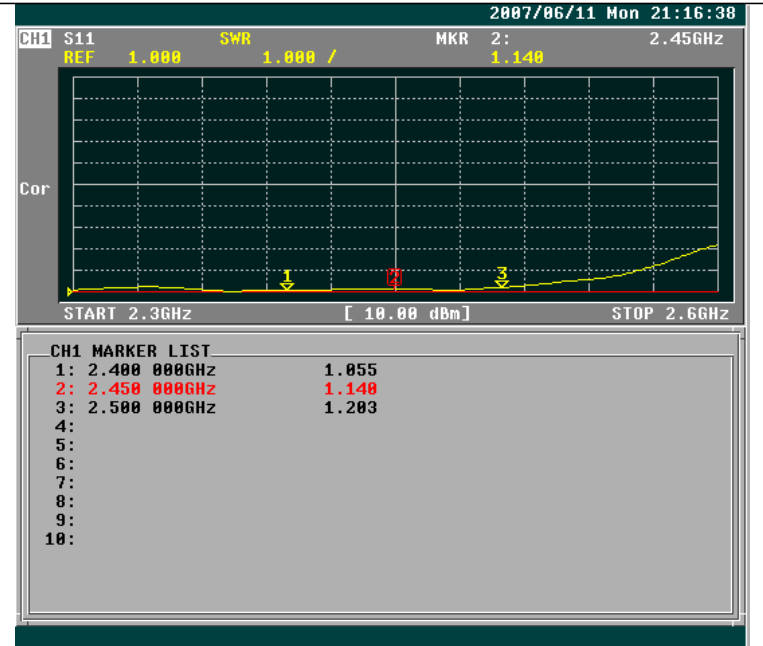 2007/06/11 Mon 21:16:38
CH1 S11 SWR MKR 2: 2.45GHz
REF 1.000 1.000 / 1.140
Cor
1 2 3
START 2.3GHz [ 10.00 dBm] STOP 2.6GHz
CH1 MARKER LIST
1: 2.400 000GHz 1.055
2: 2.450 000GHz 1.140
3: 2.500 000GHz 1.203
4:
5:
6:
7:
8:
9:
10: